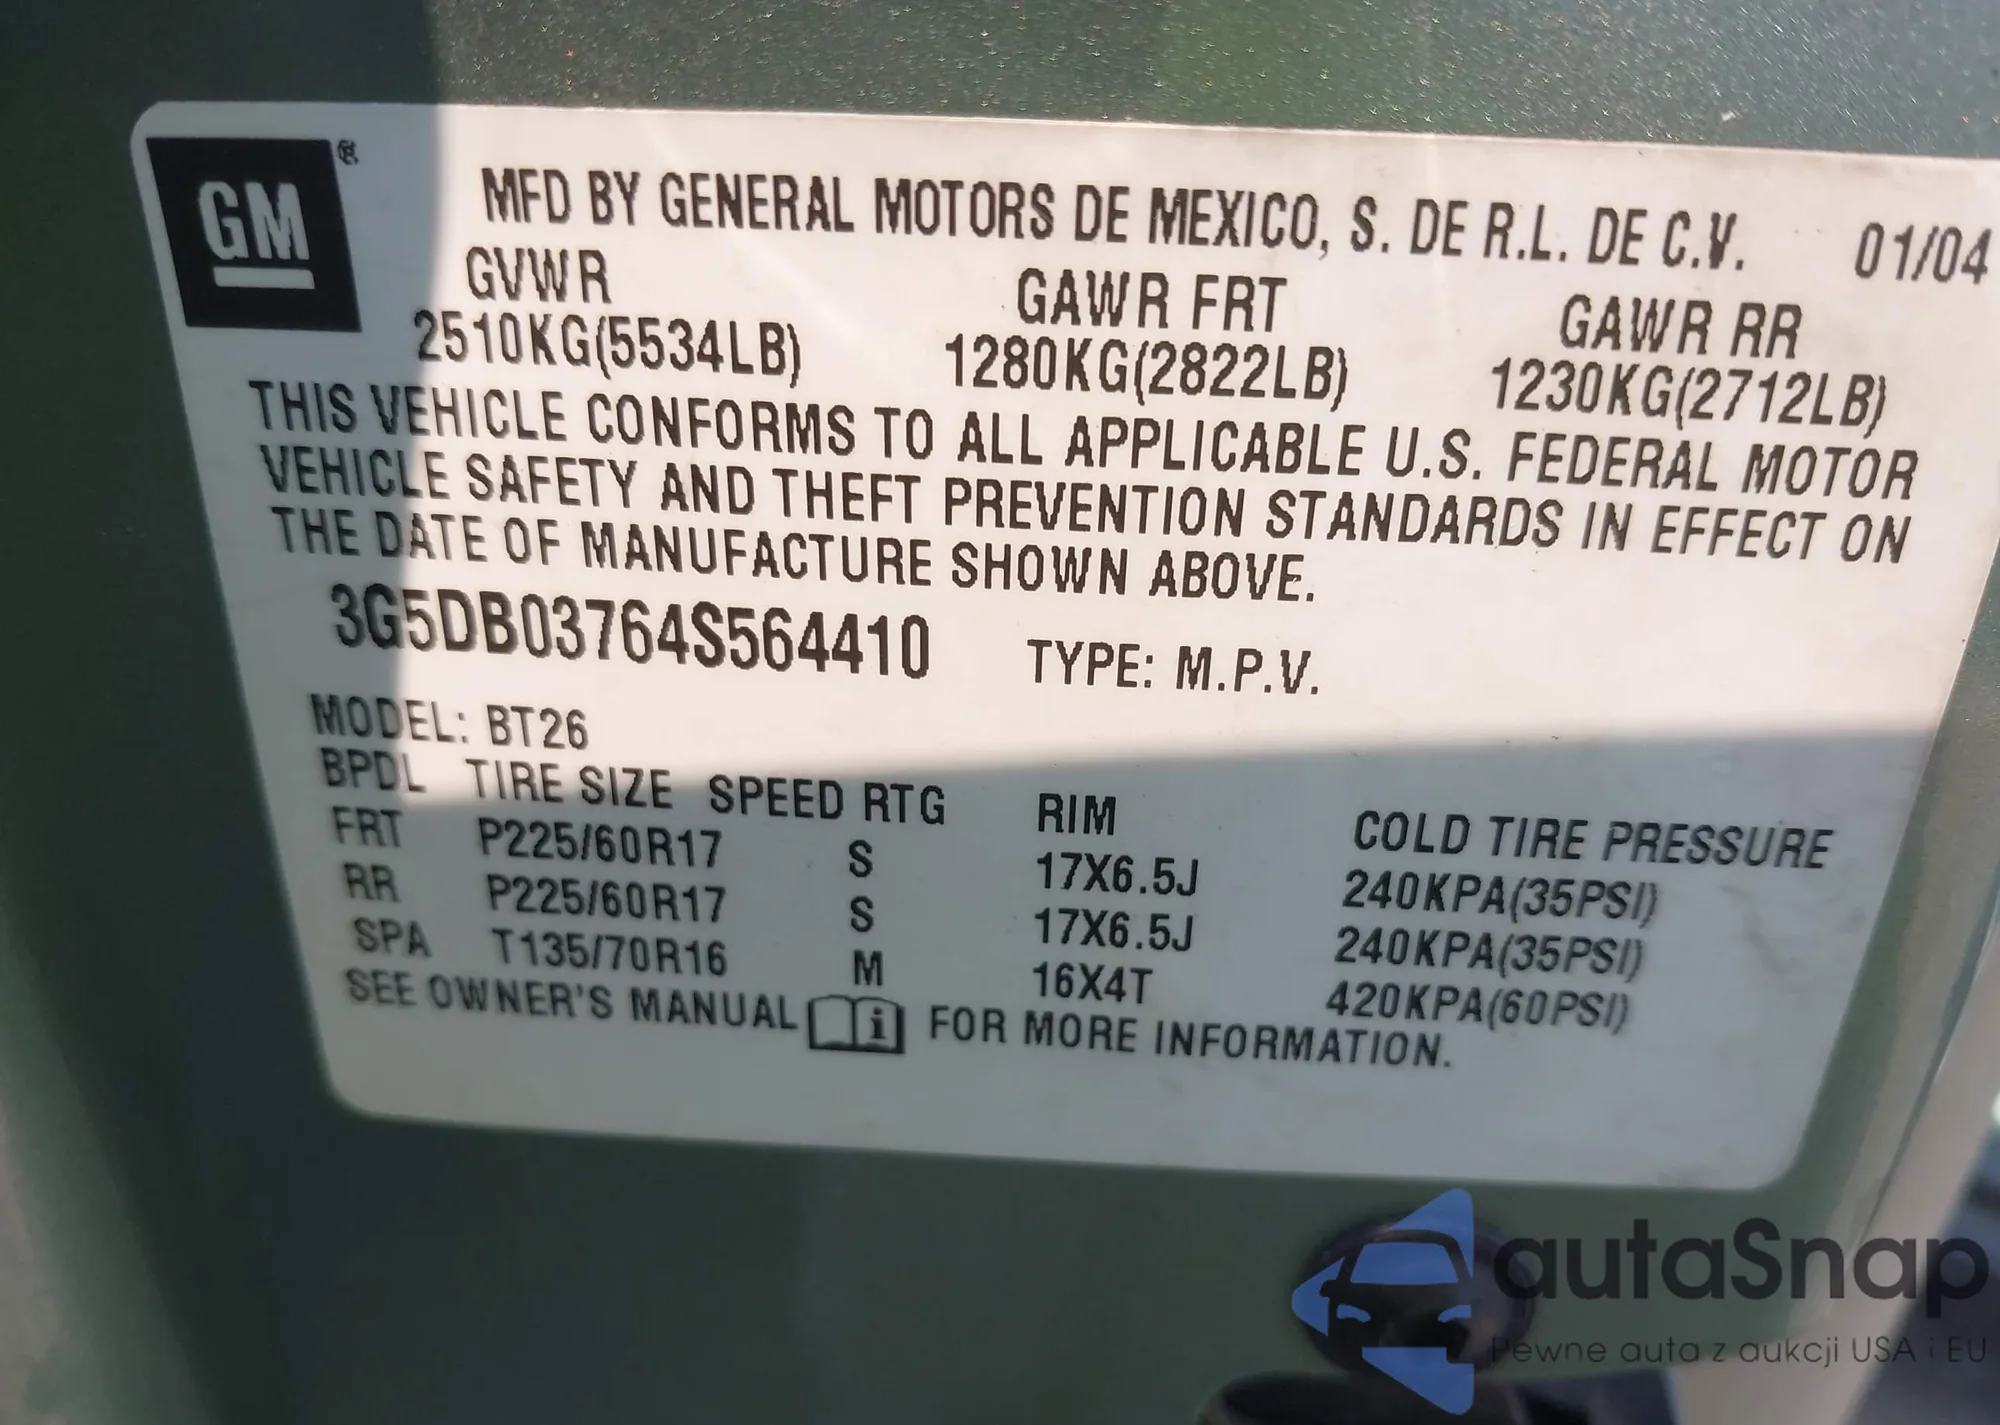 GM ®
MFD BY GENERAL MOTORS DE MEXICO, S. DE R.L. DE C.V. 01/04
GVWR GAWR FRT GAWR RR
2510KG(5534LB) 1280KG(2822LB) 1230KG(2712LB)
THIS VEHICLE CONFORMS TO ALL APPLICABLE U.S. FEDERAL MOTOR
VEHICLE SAFETY AND THEFT PREVENTION STANDARDS IN EFFECT ON
THE DATE OF MANUFACTURE SHOWN ABOVE.
3G5DB03764S564410 TYPE: M.P.V.
MODEL: BT26
BPDL TIRE SIZE SPEED RTG RIM COLD TIRE PRESSURE
FRT P225/60R17 S 17X6.5J 240KPA(35PSI)
RR P225/60R17 S 17X6.5J 240KPA(35PSI)
SPA T135/70R16 M 16X4T 420KPA(60PSI)
SEE OWNER'S MANUAL i FOR MORE INFORMATION.
autaSnap
Pewne auta z aukcji USA i EU